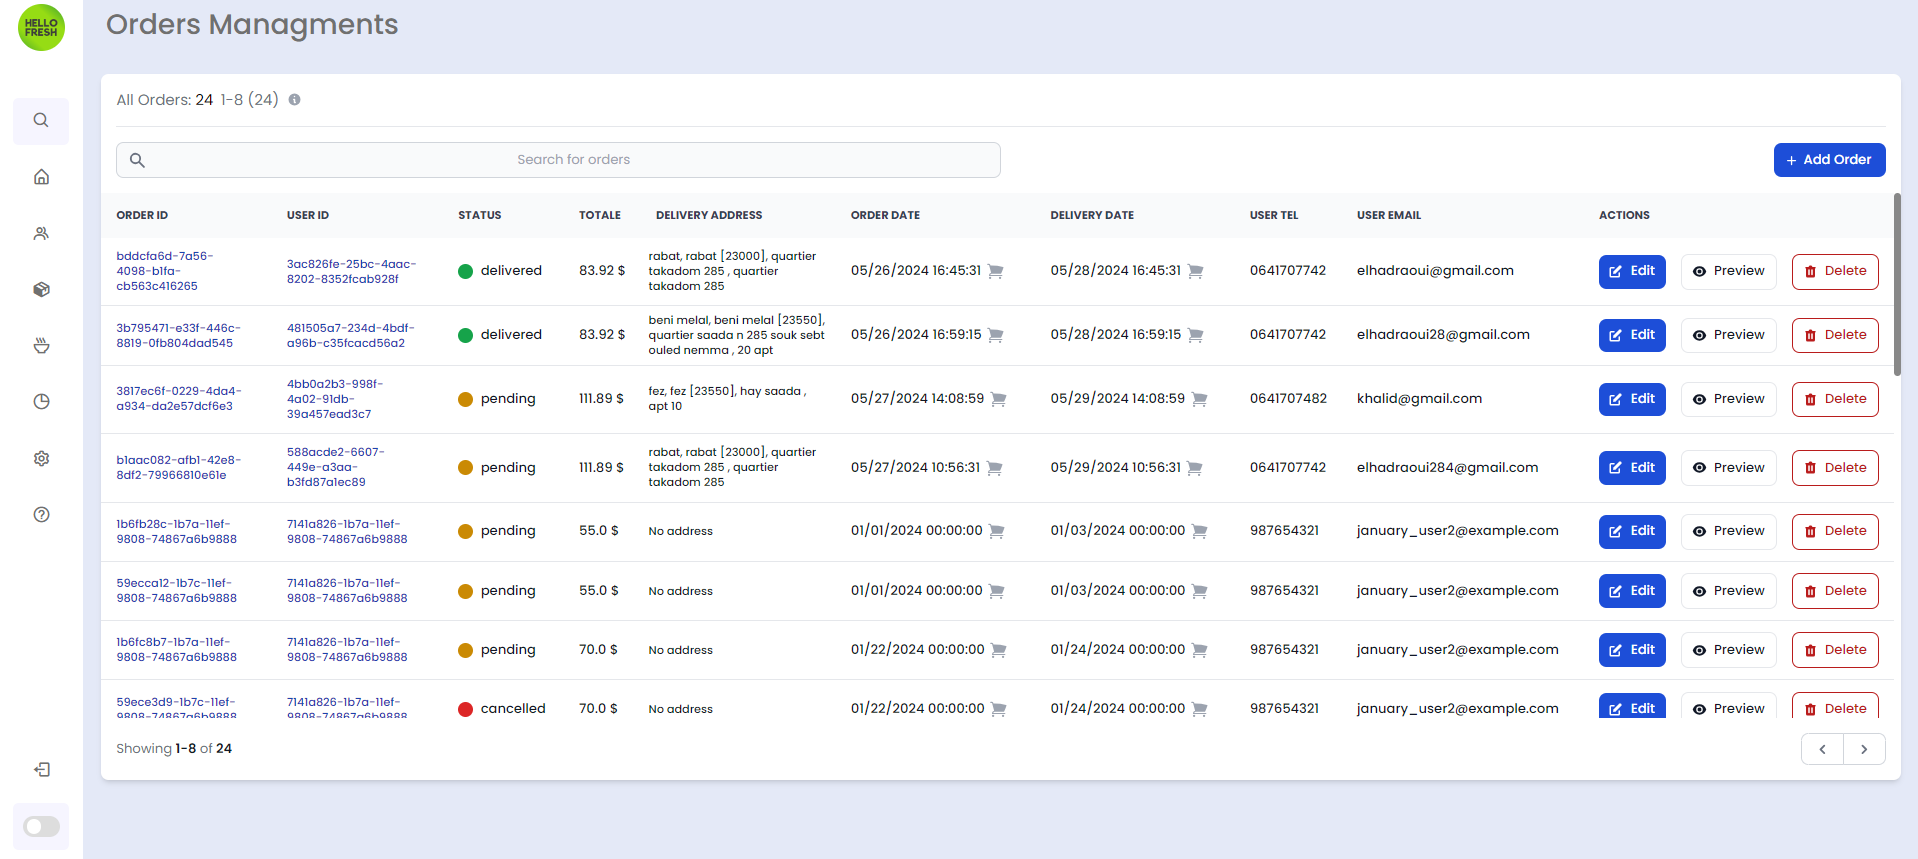 HELLO
FRESH
Orders Managments
All Orders: 24 1-8 (24)
Search for orders
+ Add Order
ORDER ID USER ID STATUS TOTALE DELIVERY ADDRESS ORDER DATE DELIVERY DATE USER TEL USER EMAIL ACTIONS
bddcfa6d-7a56-
4098-b1fa-
cb563c416265
3ac826fe-25bc-4aac-
8202-8352fcab928f
delivered
83.92 $
rabat, rabat [23000], quartier
takadom 285 , quartier
takadom 285
05/26/2024 16:45:31
05/28/2024 16:45:31
0641707742
elhadraoui@gmail.com
Edit
Preview
Delete
3b795471-e33f-446c-
8819-0fb804dad545
481505a7-234d-4bdf-
a96b-c35fcacd56a2
delivered
83.92 $
beni melal, beni melal [23550],
quartier saada n 285 souk sebt
ouled nemma , 20 apt
05/26/2024 16:59:15
05/28/2024 16:59:15
0641707742
elhadraoui28@gmail.com
Edit
Preview
Delete
3817ec6f-0229-4da4-
a934-da2e57dcf6e3
4bb0a2b3-998f-
4a02-91db-
39a457ead3c7
pending
111.89 $
fez, fez [23550], hay saada ,
apt 10
05/27/2024 14:08:59
05/29/2024 14:08:59
0641707482
khalid@gmail.com
Edit
Preview
Delete
b1aac082-afb1-42e8-
8df2-79966810e61e
588acde2-6607-
449e-a3aa-
b3fd87a1ec89
pending
111.89 $
rabat, rabat [23000], quartier
takadom 285 , quartier
takadom 285
05/27/2024 10:56:31
05/29/2024 10:56:31
0641707742
elhadraoui284@gmail.com
Edit
Preview
Delete
1b6fb28c-1b7a-11ef-
9808-74867a6b9888
7141a826-1b7a-11ef-
9808-74867a6b9888
pending
55.0 $
No address
01/01/2024 00:00:00
01/03/2024 00:00:00
987654321
january_user2@example.com
Edit
Preview
Delete
59ecca12-1b7c-11ef-
9808-74867a6b9888
7141a826-1b7a-11ef-
9808-74867a6b9888
pending
55.0 $
No address
01/01/2024 00:00:00
01/03/2024 00:00:00
987654321
january_user2@example.com
Edit
Preview
Delete
1b6fc8b7-1b7a-11ef-
9808-74867a6b9888
7141a826-1b7a-11ef-
9808-74867a6b9888
pending
70.0 $
No address
01/22/2024 00:00:00
01/24/2024 00:00:00
987654321
january_user2@example.com
Edit
Preview
Delete
59ece3d9-1b7c-11ef-
9808-74867a6b9888
7141a826-1b7a-11ef-
9808-74867a6b9888
cancelled
70.0 $
No address
01/22/2024 00:00:00
01/24/2024 00:00:00
987654321
january_user2@example.com
Edit
Preview
Delete
Showing 1-8 of 24